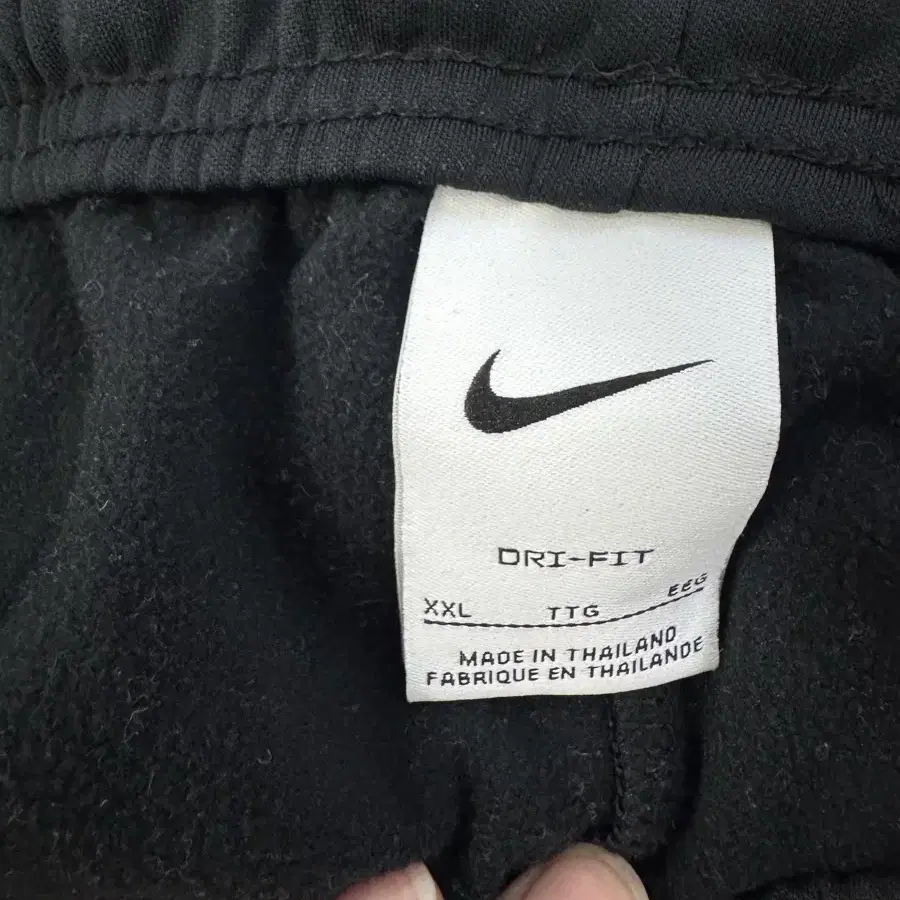 DRI-FIT
XXL TTG EEG
MADE IN THAILAND
FABRIQUE EN THAILANDE